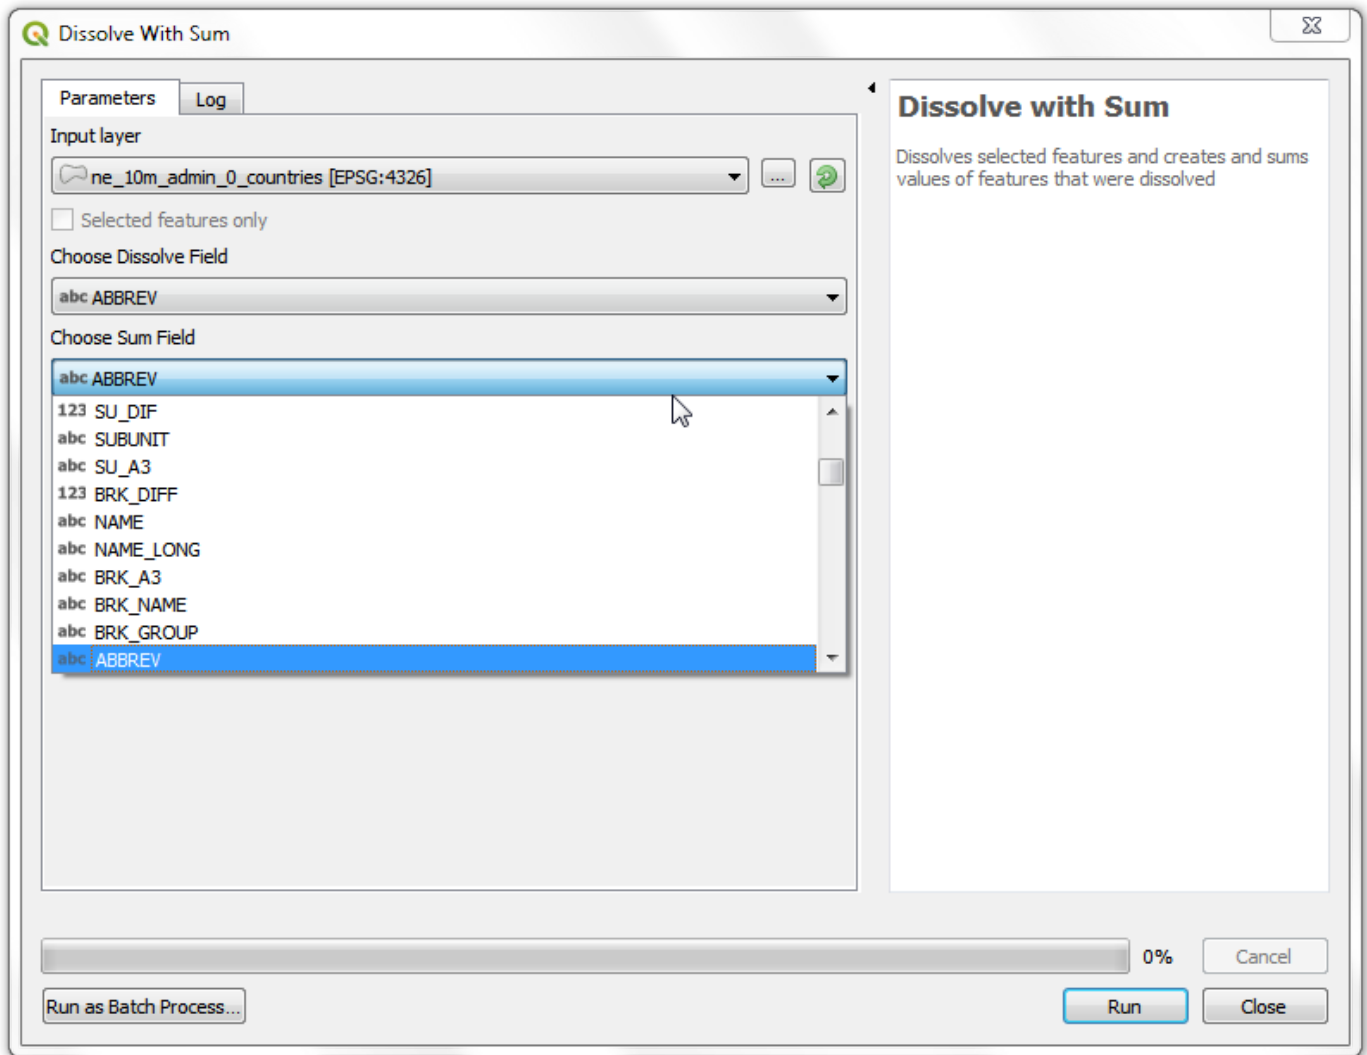 Dissolve With Sum
Parameters
Log
Input layer
ne_10m_admin_0_countries [EPSG:4326]
...
Selected features only
Choose Dissolve Field
abc ABBREV
Choose Sum Field
abc ABBREV
123 SU_DIF
abc SUBUNIT
abc SU_A3
123 BRK_DIFF
abc NAME
abc NAME_LONG
abc BRK_A3
abc BRK_NAME
abc BRK_GROUP
abc ABBREV
Dissolve with Sum
Dissolves selected features and creates and sums
values of features that were dissolved
0%
Cancel
Run as Batch Process...
Run
Close